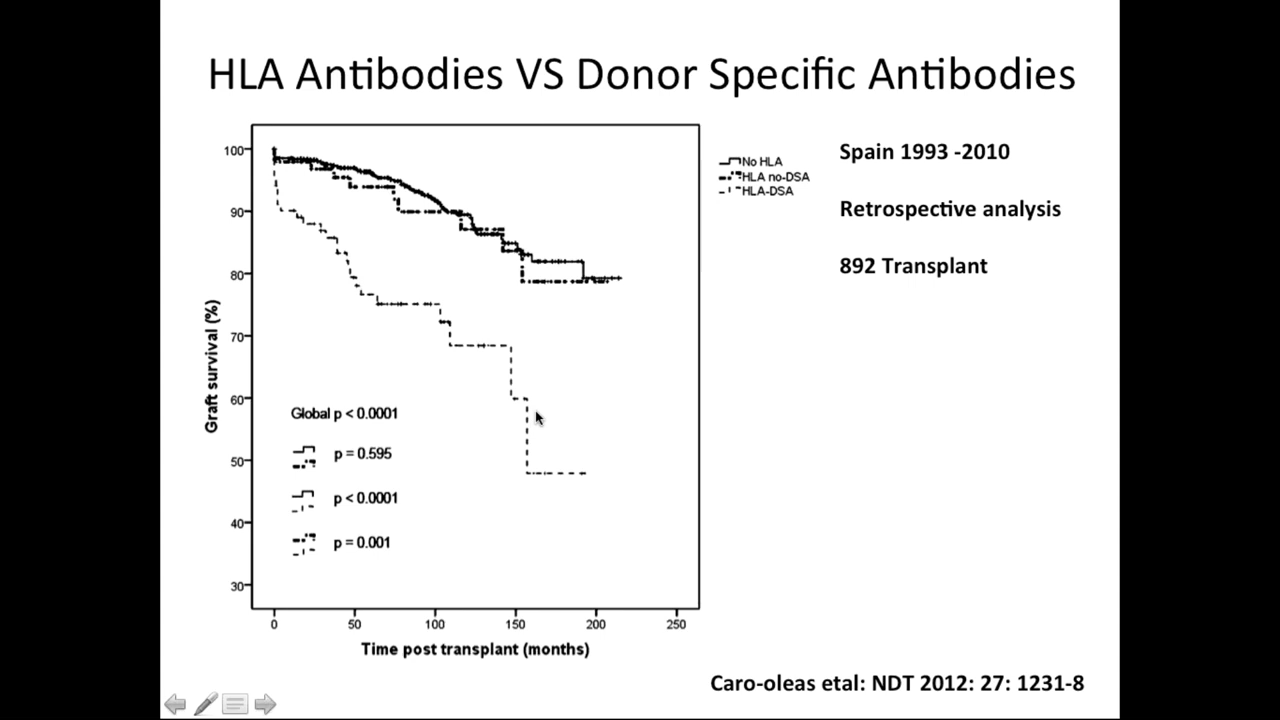 HLA Antibodies VS Donor Specific Antibodies
100
90
80
70
60
50
40
30
Graft survival (%)
0
50
100
150
200
250
Time post transplant (months)
Global p < 0.0001
p = 0.595
p < 0.0001
p = 0.001
No HLA
HLA no-DSA
HLA-DSA
Spain 1993 -2010
Retrospective analysis
892 Transplant
Caro-oleas etal: NDT 2012: 27: 1231-8